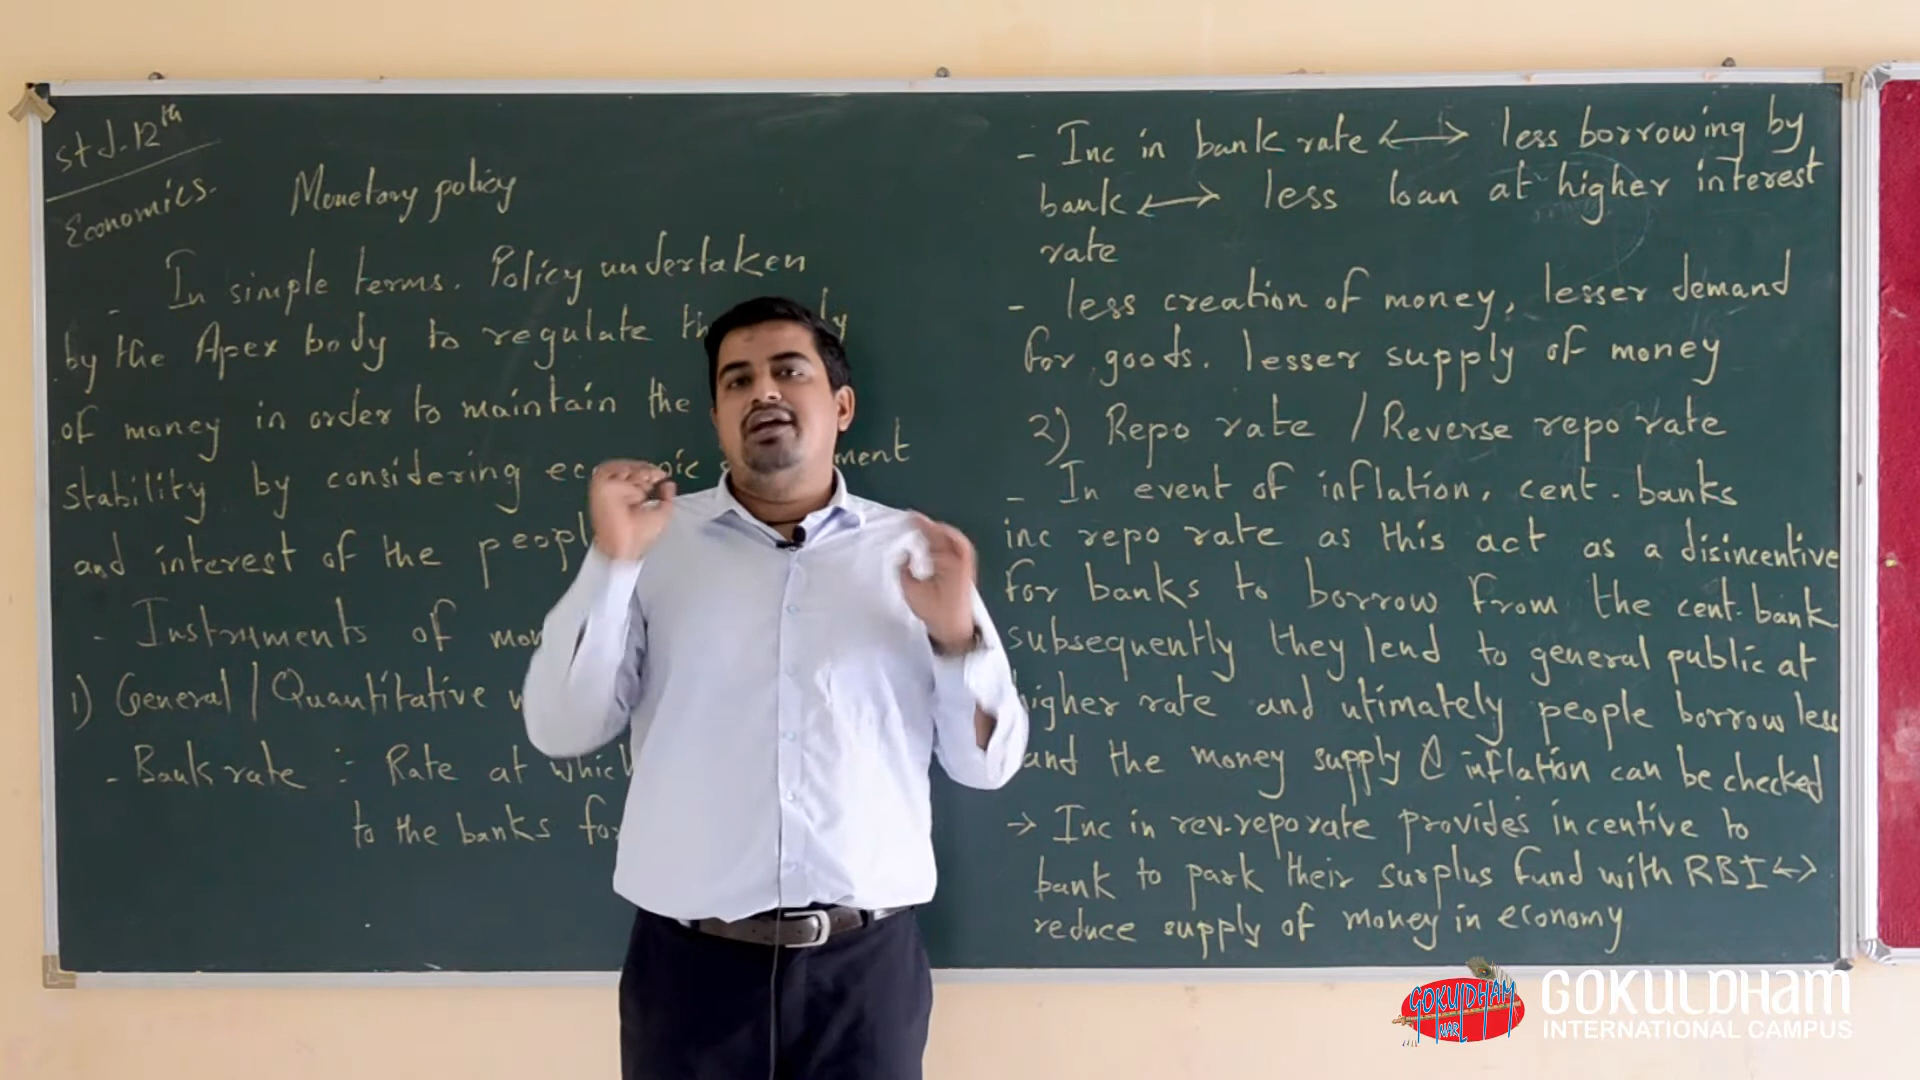 Std-12th
Economics.
Monetary policy
- In simple terms. Policy undertaken
by the Apex body to regulate
of money in order to maintain the
stability by considering
and interest of the
- Instruments of
1) General / Quantitative
- Bank rate :- Rate at which
to the banks for
- Inc in bank rate <-> less borrowing by
bank <-> less loan at higher interest
rate
- less creation of money, lesser demand
for goods. lesser supply of money
2) Repo rate / Reverse repo rate
- In event of inflation, cent. banks
inc repo rate as this act as a disincentive
for banks to borrow from the cent. bank
subsequently they lend to general public at
higher rate and utimately people borrow less
and the money supply & inflation can be checked
-> Inc in rev.repo rate provides incentive to
bank to park their surplus fund with RBI <->
reduce supply of money in economy
GOKULDHAM
NAR
GOKULDHAM
INTERNATIONAL CAMPUS